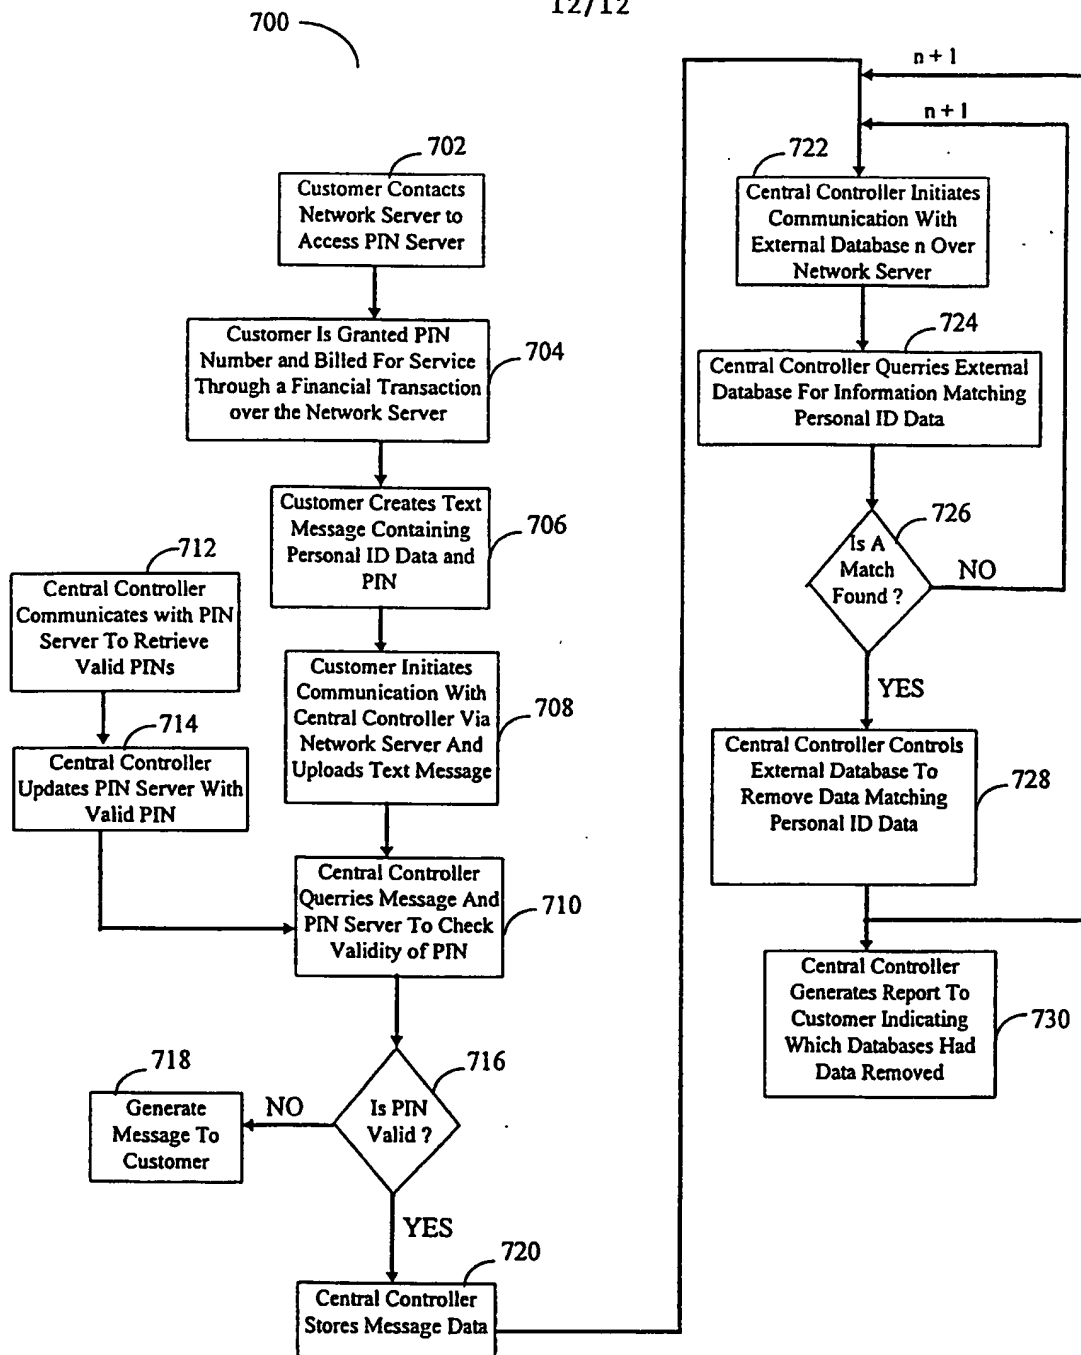 12/12
700
702
Customer Contacts
Network Server to
Access PIN Server
Customer Is Granted PIN
Number and Billed For Service
Through a Financial Transaction
over the Network Server
704
Customer Creates Text
Message Containing
Personal ID Data and
PIN
706
712
Central Controller
Communicates with PIN
Server To Retrieve
Valid PINs
Customer Initiates
Communication With
Central Controller Via
Network Server And
Uploads Text Message
708
714
Central Controller
Updates PIN Server With
Valid PIN
Central Controller
Querries Message And
PIN Server To Check
Validity of PIN
710
716
Is PIN
Valid ?
NO
718
Generate
Message To
Customer
YES
720
Central Controller
Stores Message Data
n + 1
n + 1
722
Central Controller Initiates
Communication With
External Database n Over
Network Server
724
Central Controller Querries External
Database For Information Matching
Personal ID Data
726
Is A
Match
Found ?
NO
YES
Central Controller Controls
External Database To
Remove Data Matching
Personal ID Data
728
Central Controller
Generates Report To
Customer Indicating
Which Databases Had
Data Removed
730